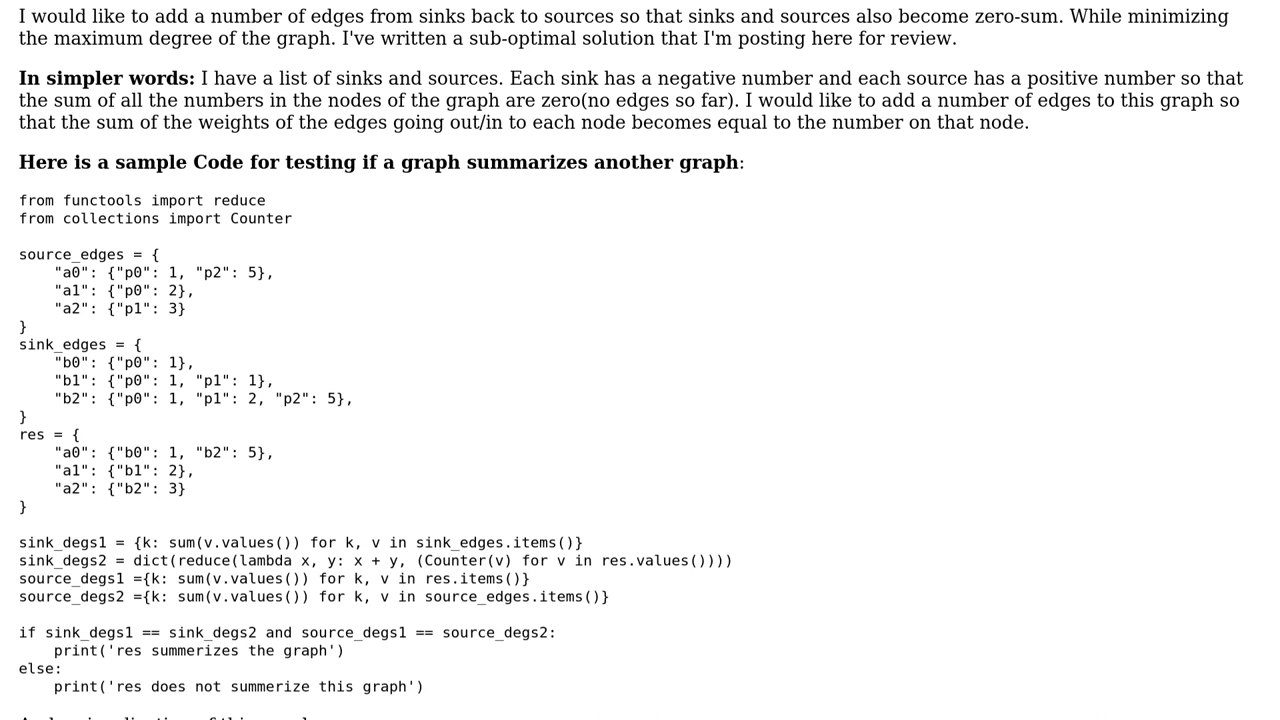 I would like to add a number of edges from sinks back to sources so that sinks and sources also become zero-sum. While minimizing
the maximum degree of the graph. I've written a sub-optimal solution that I'm posting here for review.
In simpler words: I have a list of sinks and sources. Each sink has a negative number and each source has a positive number so that
the sum of all the numbers in the nodes of the graph are zero(no edges so far). I would like to add a number of edges to this graph so
that the sum of the weights of the edges going out/in to each node becomes equal to the number on that node.
Here is a sample Code for testing if a graph summarizes another graph:
from functools import reduce
from collections import Counter
source_edges = {
    "a0": {"p0": 1, "p2": 5},
    "a1": {"p0": 2},
    "a2": {"p1": 3}
}
sink_edges = {
    "b0": {"p0": 1},
    "b1": {"p0": 1, "p1": 1},
    "b2": {"p0": 1, "p1": 2, "p2": 5},
}
res = {
    "a0": {"b0": 1, "b2": 5},
    "a1": {"b1": 2},
    "a2": {"b2": 3}
}
sink_degs1 = {k: sum(v.values()) for k, v in sink_edges.items()}
sink_degs2 = dict(reduce(lambda x, y: x + y, (Counter(v) for v in res.values())))
source_degs1 ={k: sum(v.values()) for k, v in res.items()}
source_degs2 ={k: sum(v.values()) for k, v in source_edges.items()}
if sink_degs1 == sink_degs2 and source_degs1 == source_degs2:
    print('res summerizes the graph')
else:
    print('res does not summerize this graph')